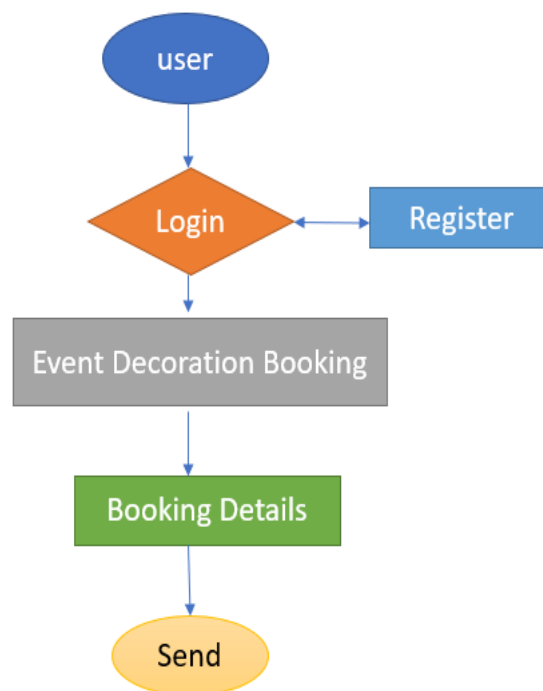 user
Login
Register
Event Decoration Booking
Booking Details
Send